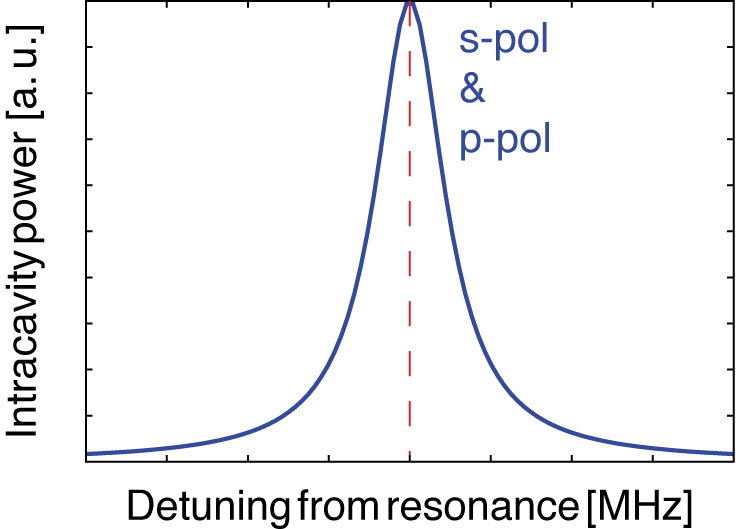 s-pol
&
p-pol
Intracavity power [a. u.]
Detuning from resonance [MHz]